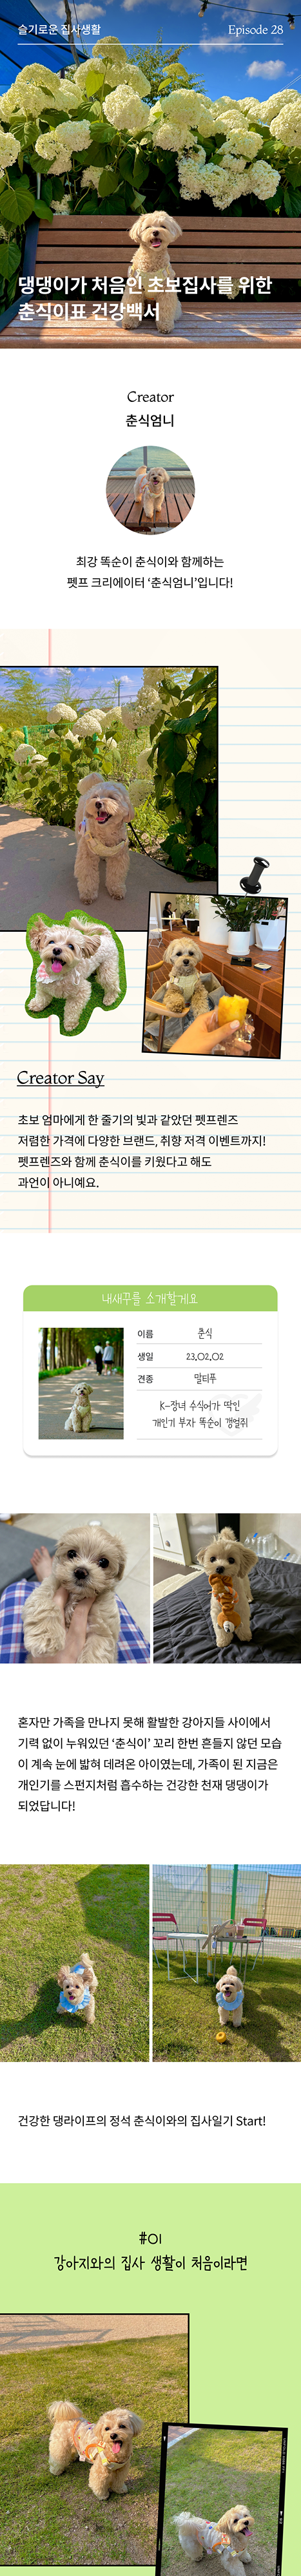 슬기로운 집사생활
Episode 28
댕댕이가 처음인 초보집사를 위한
춘식이표 건강백서
Creator
춘식엄니
최강 똑순이 춘식이와 함께하는
펫프 크리에이터 ‘춘식엄니’입니다!
Creator Say
초보 엄마에게 한 줄기의 빛과 같았던 펫프렌즈
저렴한 가격에 다양한 브랜드, 취향 저격 이벤트까지!
펫프렌즈와 함께 춘식이를 키웠다고 해도
과언이 아니예요.
내새꾸를 소개할게요
이름 춘식
생일 23.02.02
견종 말티푸
K-장녀 수식어가 딱인
개인기 부자 똑순이 갱얼쥐
혼자만 가족을 만나지 못해 활발한 강아지들 사이에서
기력 없이 누워있던 ‘춘식이’ 꼬리 한번 흔들지 않던 모습
이 계속 눈에 밟혀 데려온 아이였는데, 가족이 된 지금은
개인기를 스펀지처럼 흡수하는 건강한 천재 댕댕이가
되었답니다!
건강한 댕라이프의 정석 춘식이와의 집사일기 Start!
#01
강아지와의 집사 생활이 처음이라면